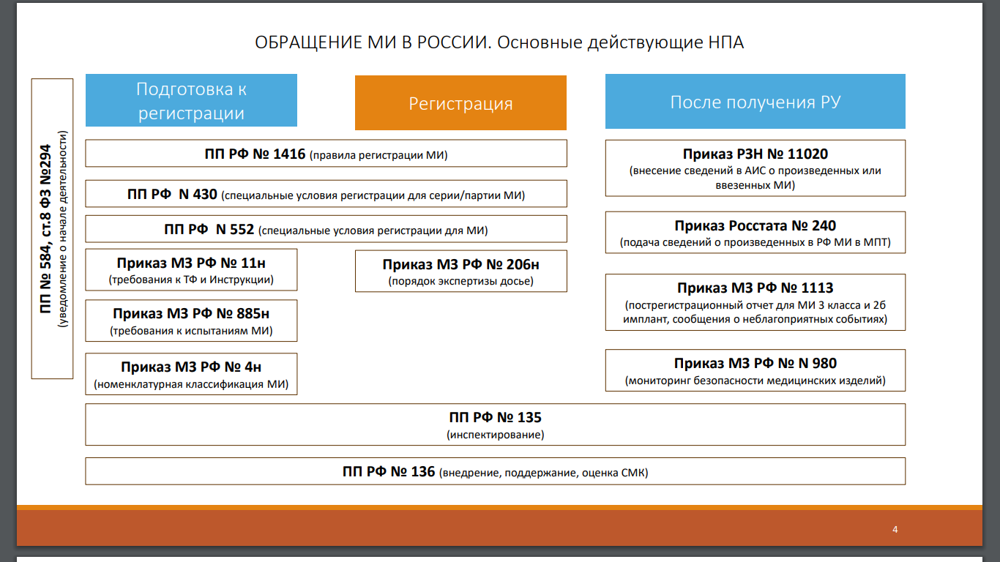 ОБРАЩЕНИЕ МИ В РОССИИ. Основные действующие НПА
ПП № 584, ст.8 ФЗ №294
(уведомление о начале деятельности)
Подготовка к
регистрации
Регистрация
После получения РУ
ПП РФ № 1416 (правила регистрации МИ)
ПП РФ N 430 (специальные условия регистрации для серии/партии МИ)
ПП РФ N 552 (специальные условия регистрации для МИ)
Приказ МЗ РФ № 11н
(требования к ТФ и Инструкции)
Приказ МЗ РФ № 885н
(требования к испытаниям МИ)
Приказ МЗ РФ № 4н
(номенклатурная классификация МИ)
Приказ МЗ РФ № 206н
(порядок экспертизы досье)
Приказ РЗН № 11020
(внесение сведений в АИС о произведенных или
ввезенных МИ)
Приказ Росстата № 240
(подача сведений о произведенных в РФ МИ в МПТ)
Приказ МЗ РФ № 1113
(пострегистрационный отчет для МИ 3 класса и 2б
имплант, сообщения о неблагоприятных событиях)
Приказ МЗ РФ № N 980
(мониторинг безопасности медицинских изделий)
ПП РФ № 135
(инспектирование)
ПП РФ № 136 (внедрение, поддержание, оценка СМК)
4